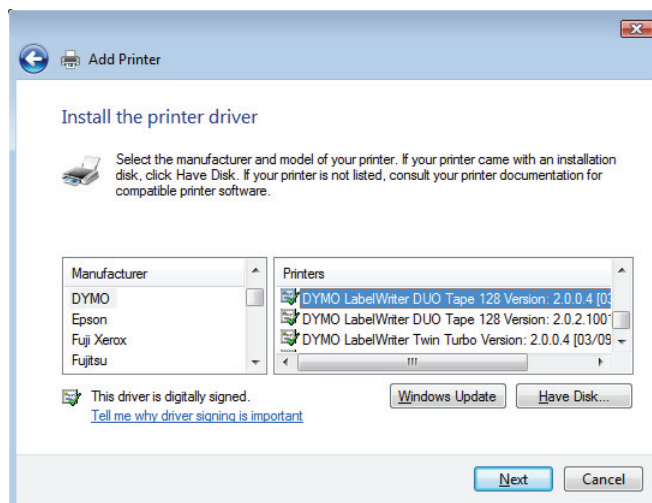 Add Printer
Install the printer driver
Select the manufacturer and model of your printer. If your printer came with an installation
disk, click Have Disk. If your printer is not listed, consult your printer documentation for
compatible printer software.
Manufacturer
DYMO
Epson
Fuji Xerox
Fujitsu
Printers
DYMO LabelWriter DUO Tape 128 Version: 2.0.0.4 [03
DYMO LabelWriter DUO Tape 128 Version: 2.0.2.100
DYMO LabelWriter Twin Turbo Version: 2.0.0.4 [03/09
This driver is digitally signed.
Tell me why driver signing is important
Windows Update
Have Disk...
Next
Cancel